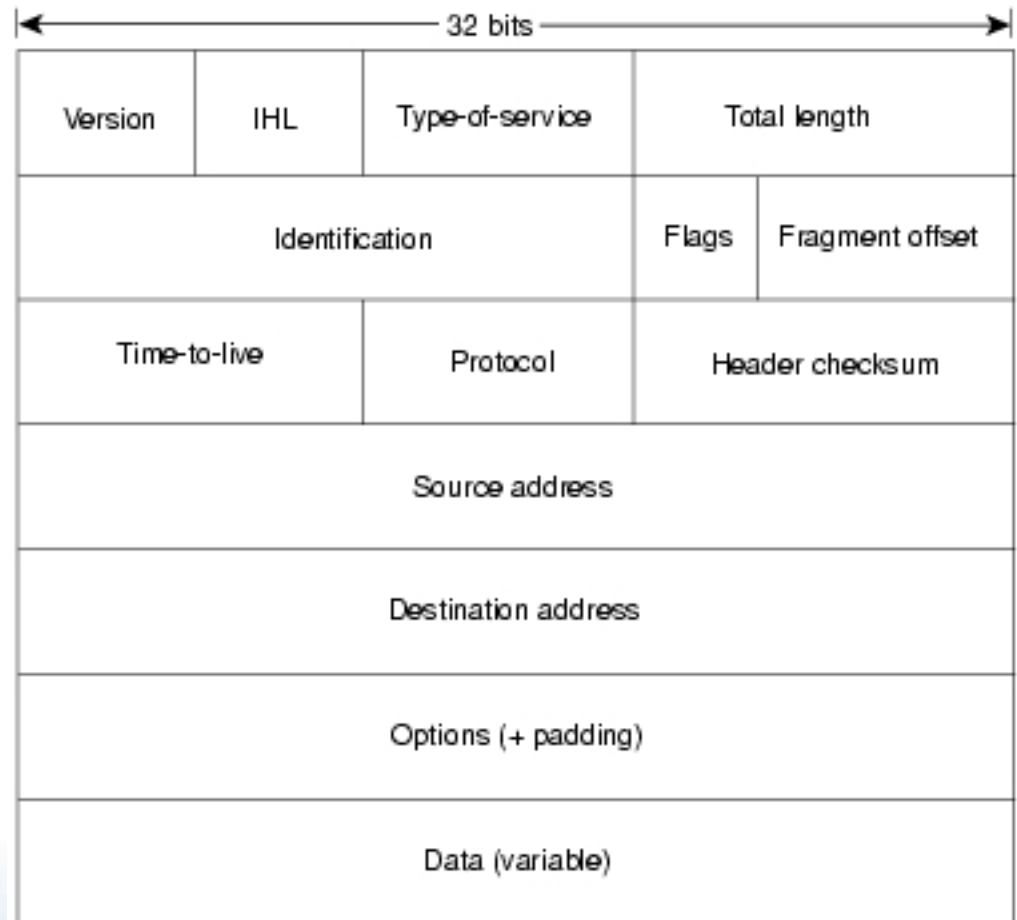 32 bits
Version IHL Type-of-service Total length
Identification Flags Fragment offset
Time-to-live Protocol Header checksum
Source address
Destination address
Options (+ padding)
Data (variable)